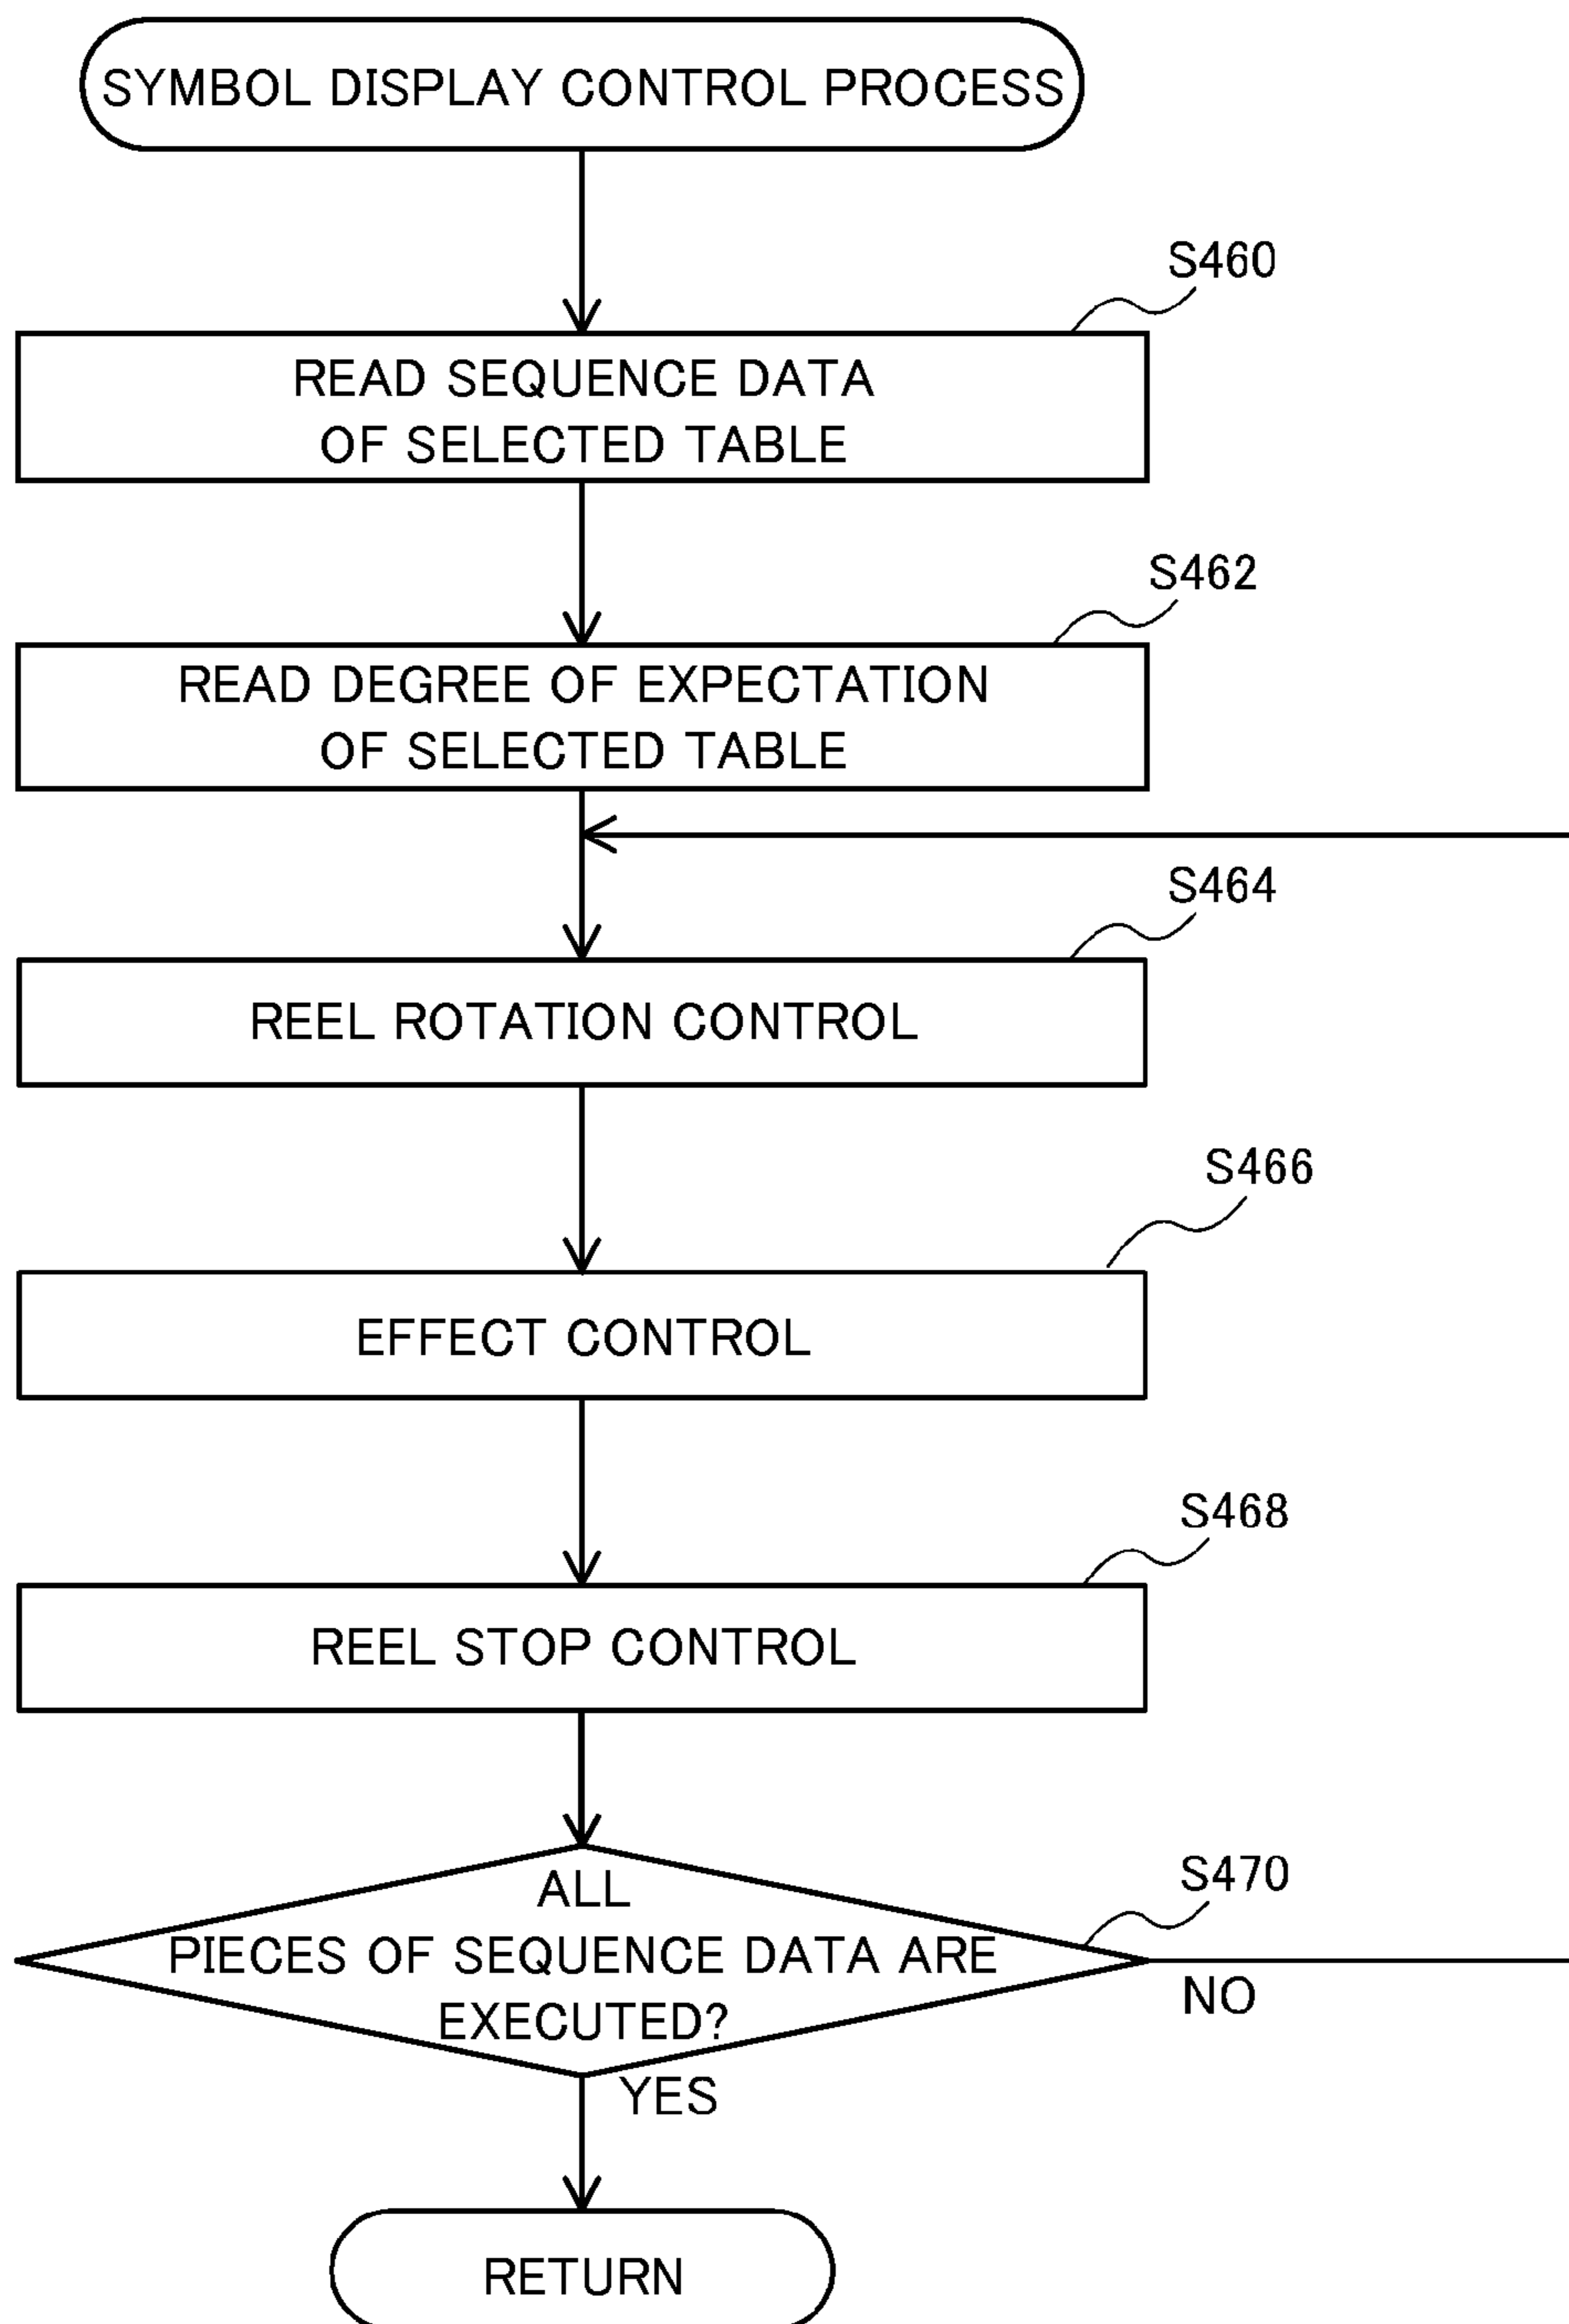 SYMBOL DISPLAY CONTROL PROCESS
S460
READ SEQUENCE DATA
OF SELECTED TABLE
S462
READ DEGREE OF EXPECTATION
OF SELECTED TABLE
S464
REEL ROTATION CONTROL
S466
EFFECT CONTROL
S468
REEL STOP CONTROL
S470
ALL
PIECES OF SEQUENCE DATA ARE
EXECUTED?
NO
YES
RETURN